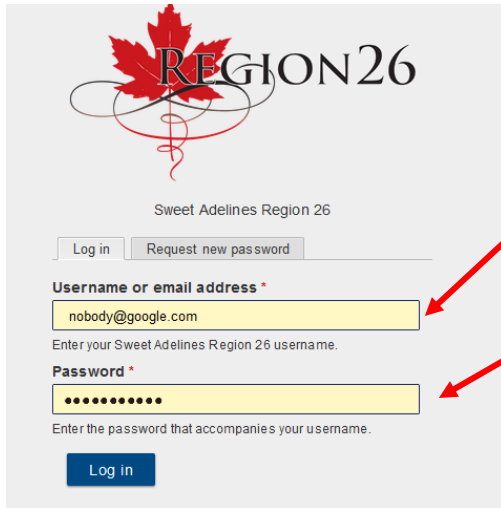 REGION26
Sweet Adelines Region 26
Log in Request new password
Username or email address *
nobody@google.com
Enter your Sweet Adelines Region 26 username.
Password *
●●●●●●●●●●●
Enter the password that accompanies your username.
Log in